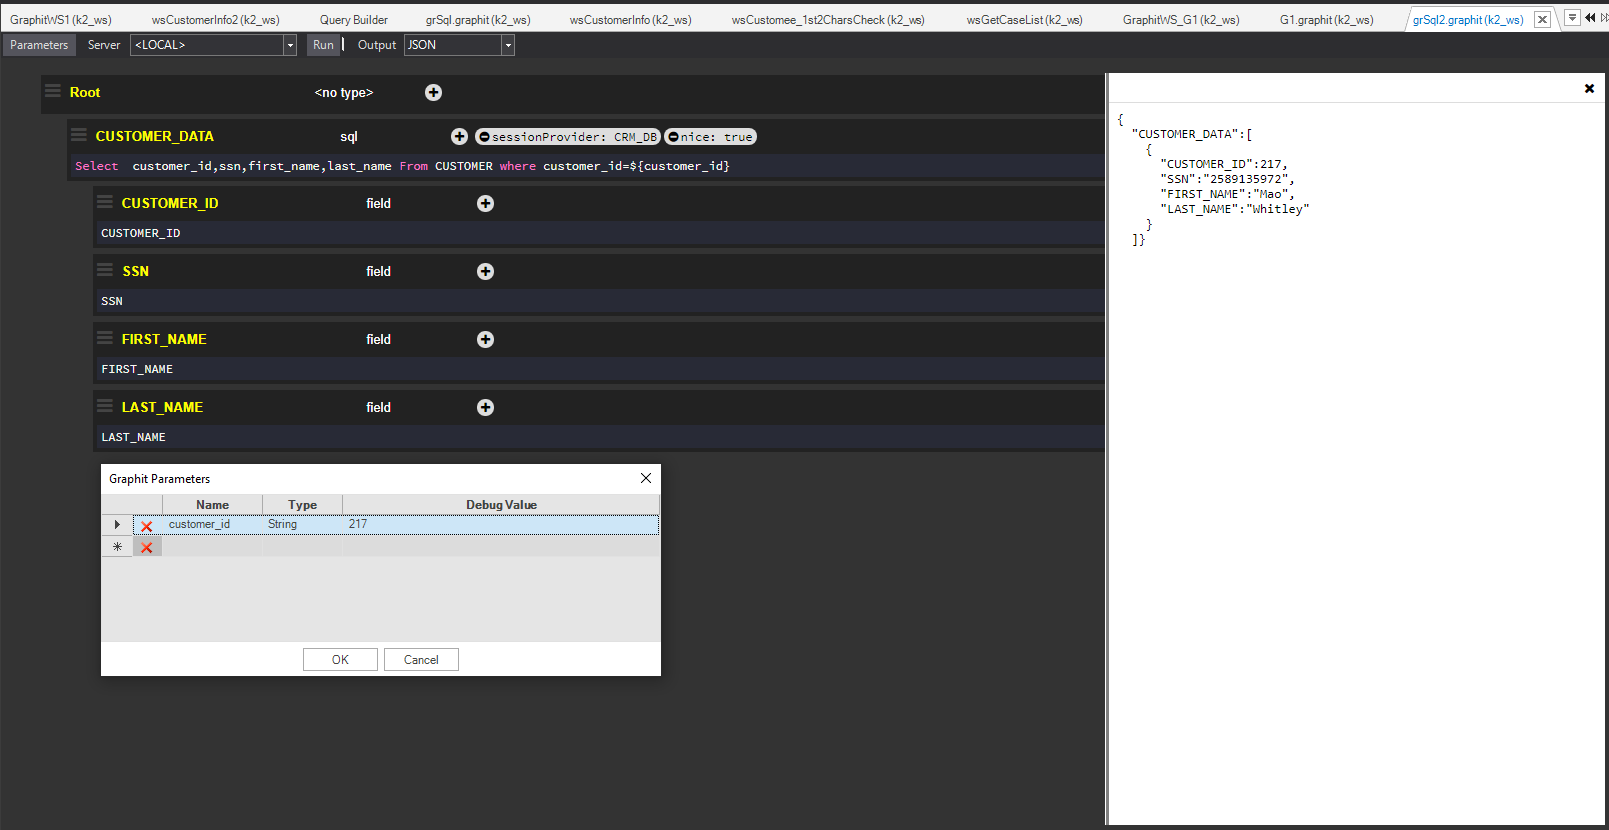 GraphitWS1 (k2_ws) wsCustomerInfo2 (k2_ws) Query Builder grSql.graphit (k2_ws) wsCustomerInfo (k2_ws) wsCustomee_1st2CharsCheck (k2_ws) wsGetCaseList (k2_ws) GraphitWS_G1 (k2_ws) G1.graphit (k2_ws) grSql2.graphit (k2_ws)
Parameters Server <LOCAL> Run Output JSON
Root <no type>
CUSTOMER_DATA sql sessionProvider: CRM_DB nice: true
Select customer_id,ssn,first_name,last_name From CUSTOMER where customer_id=${customer_id}
CUSTOMER_ID field
CUSTOMER_ID
SSN field
SSN
FIRST_NAME field
FIRST_NAME
LAST_NAME field
LAST_NAME
Graphit Parameters
Name Type Debug Value
customer_id String 217
OK Cancel
{
"CUSTOMER_DATA":[
{
"CUSTOMER_ID":217,
"SSN":"2589135972",
"FIRST_NAME":"Mao",
"LAST_NAME":"Whitley"
}
]}